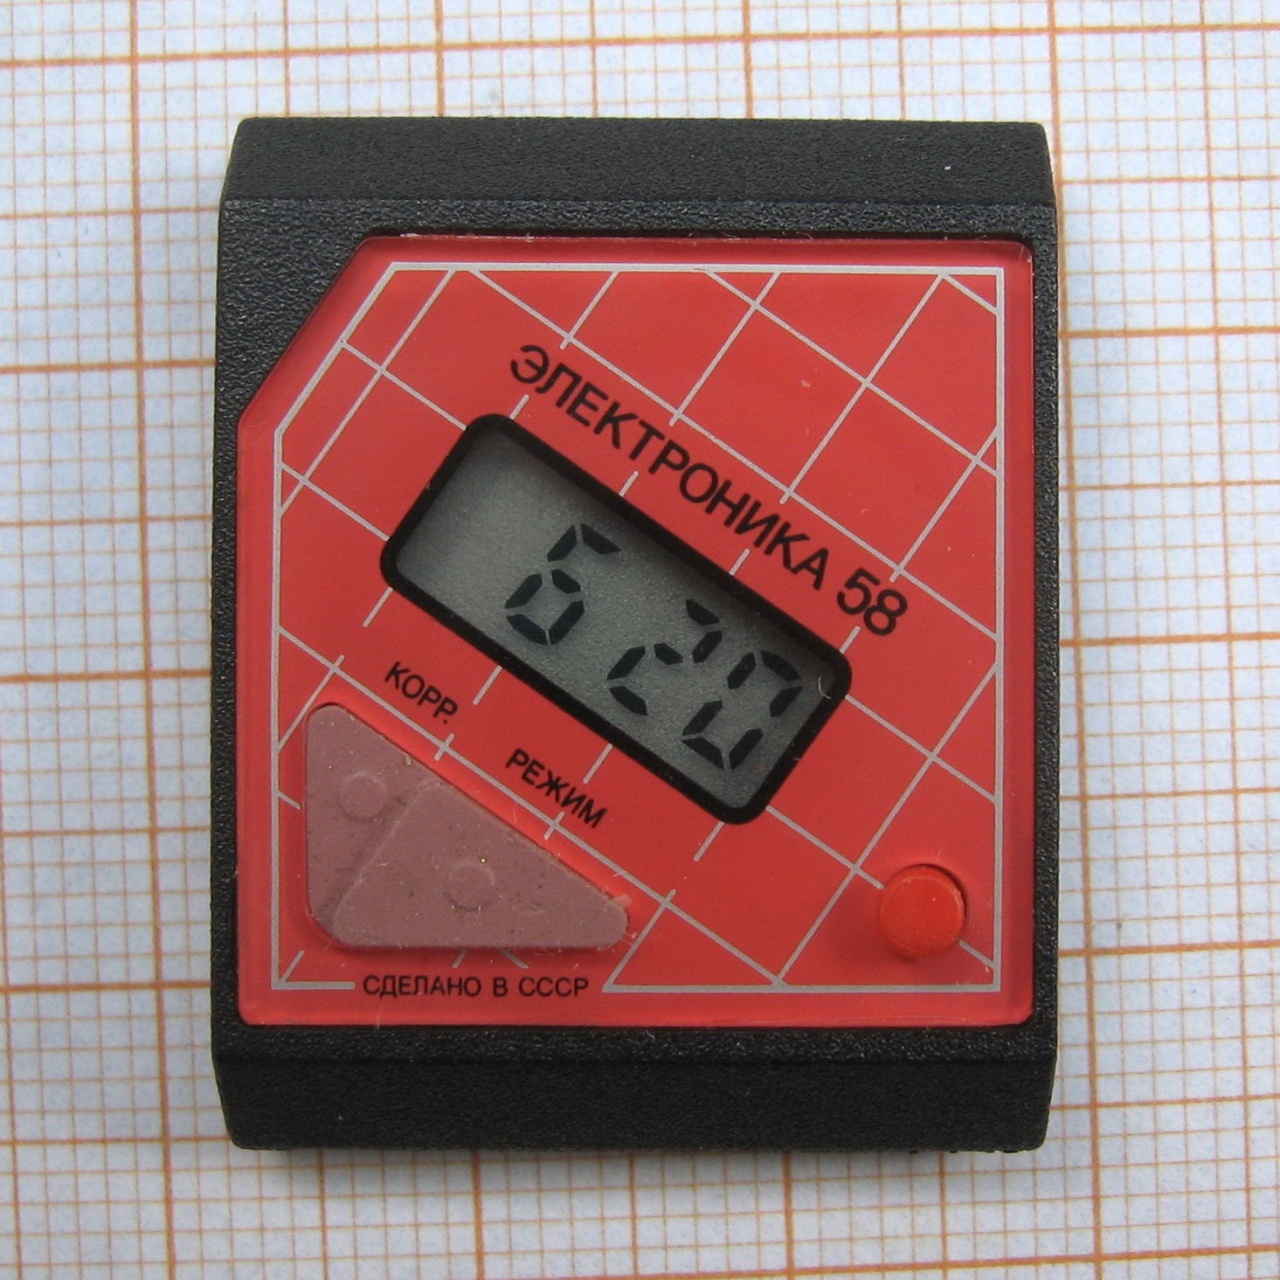 ЭЛЕКТРОНИКА 58
6 20
КОРР.
РЕЖИМ
СДЕЛАНО В СССР